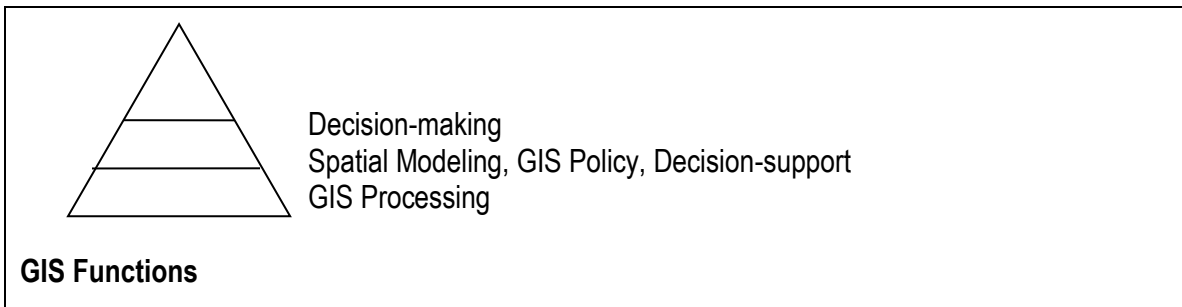 Decision-making
Spatial Modeling, GIS Policy, Decision-support
GIS Processing
GIS Functions